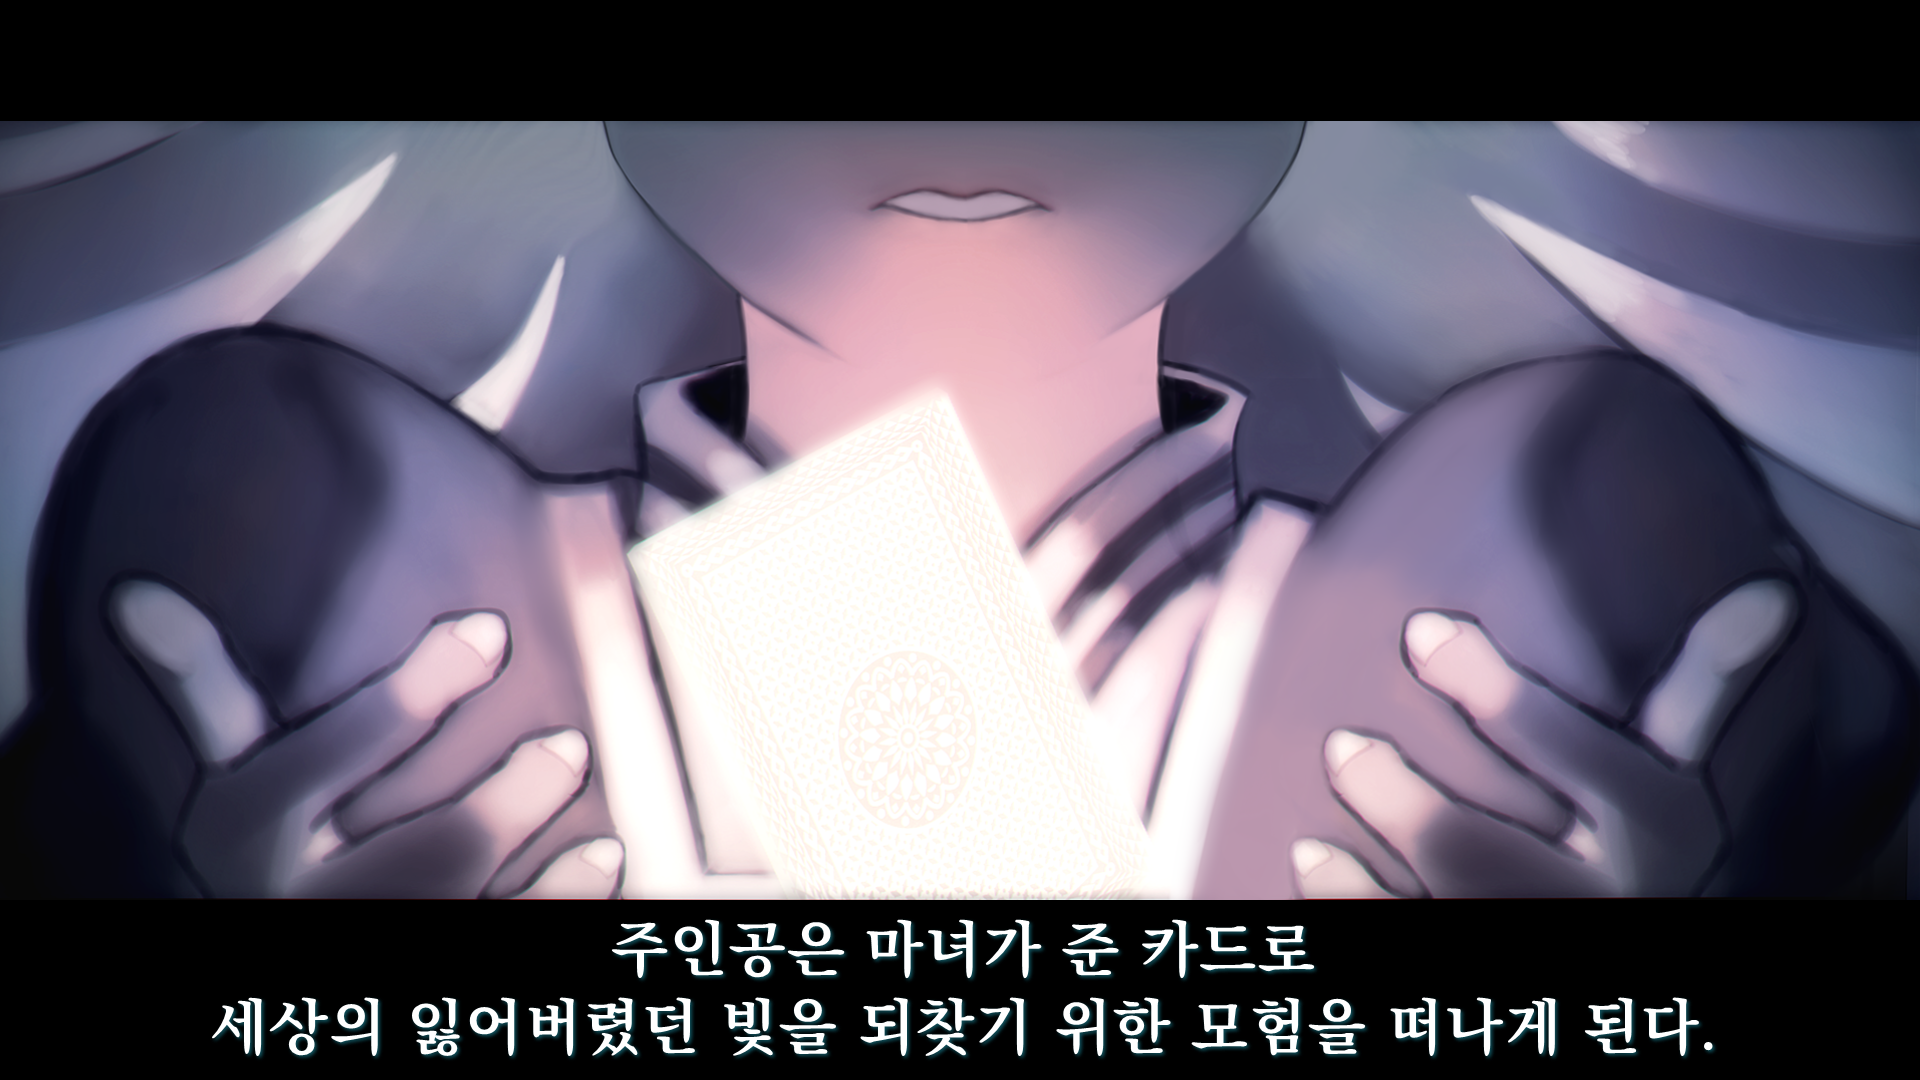 주인공은 마녀가 준 카드로
세상의 잃어버렸던 빛을 되찾기 위한 모험을 떠나게 된다.